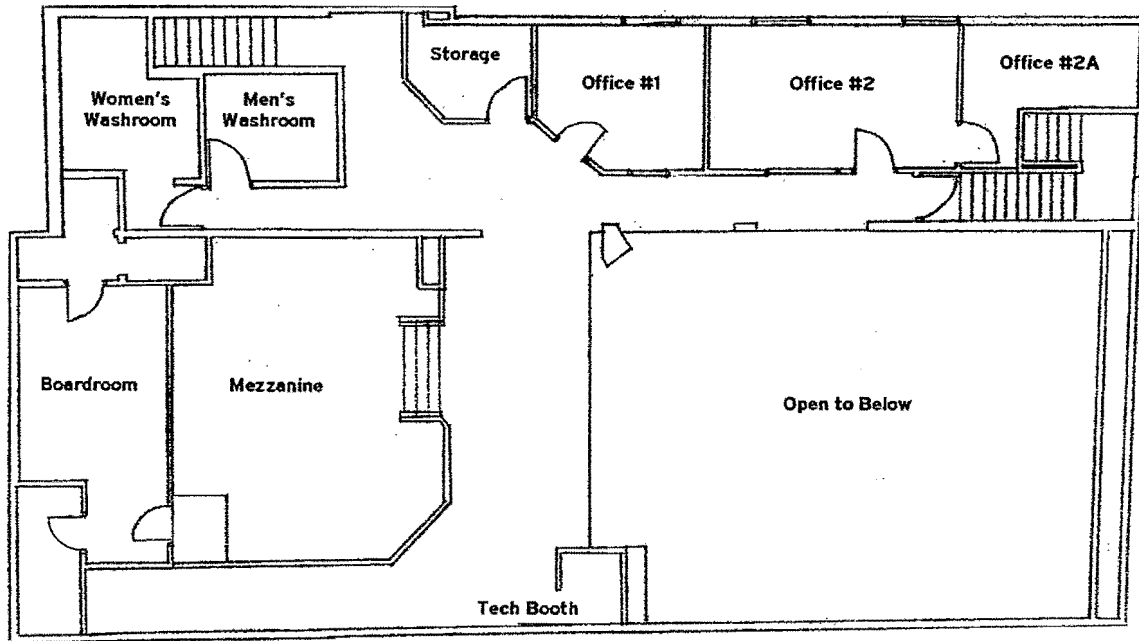 Storage
Office #1
Office #2
Office #2A
Women's
Washroom
Men's
Washroom
Boardroom
Mezzanine
Open to Below
Tech Booth